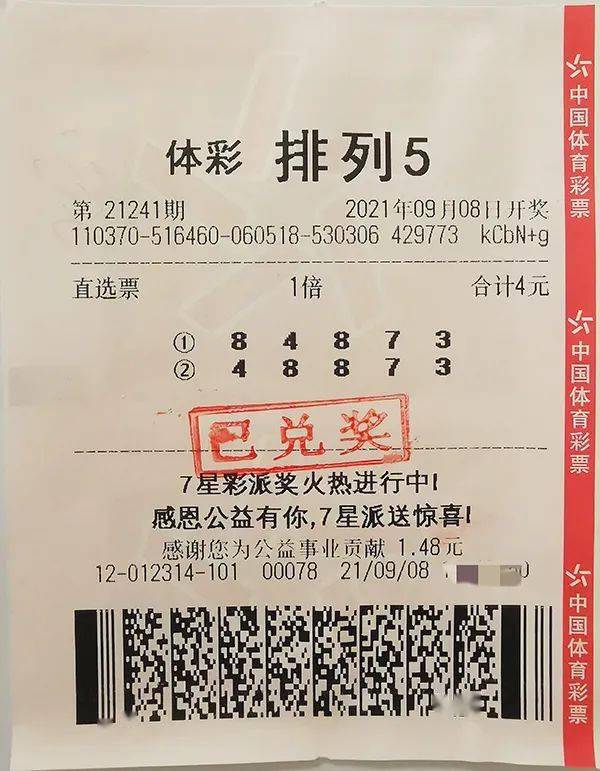 体彩 排列5
第 21241期 2021年09月08日开奖
110370-516460-060518-530306 429773 kCbN+g
直选票 1倍 合计4元
① 8 4 8 7 3
② 4 8 8 7 3
已兑奖
7星彩派奖火热进行中!
感恩公益有你,7星派送惊喜!
感谢您为公益事业贡献 1.48元
12-012314-101 00078 21/09/08
中国体育彩票
中国体育彩票
中国体育彩票